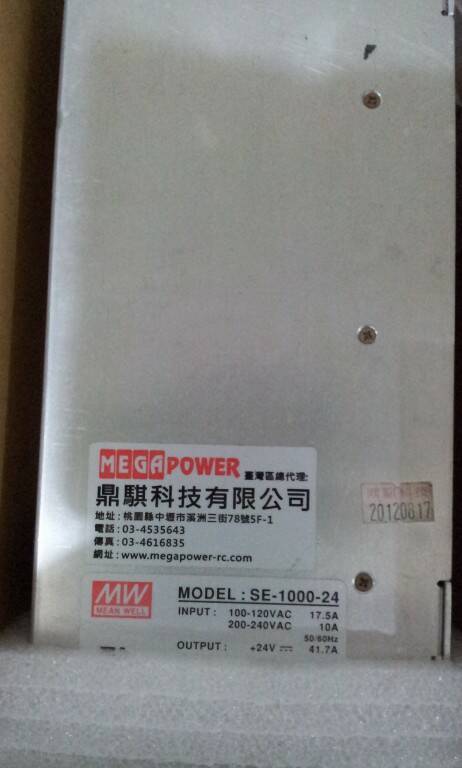 MEGAPOWER 臺灣區總代理:
鼎騏科技有限公司
地址:桃園縣中壢市溪洲三街78號5F-1
電話:03-4535643
傳真:03-4616835
網址:www.megapower-rc.com
20120817
MW
MEAN WELL
MODEL : SE-1000-24
INPUT : 100-120VAC 17.5A
200-240VAC 10A
50/60Hz
OUTPUT : +24V 41.7A